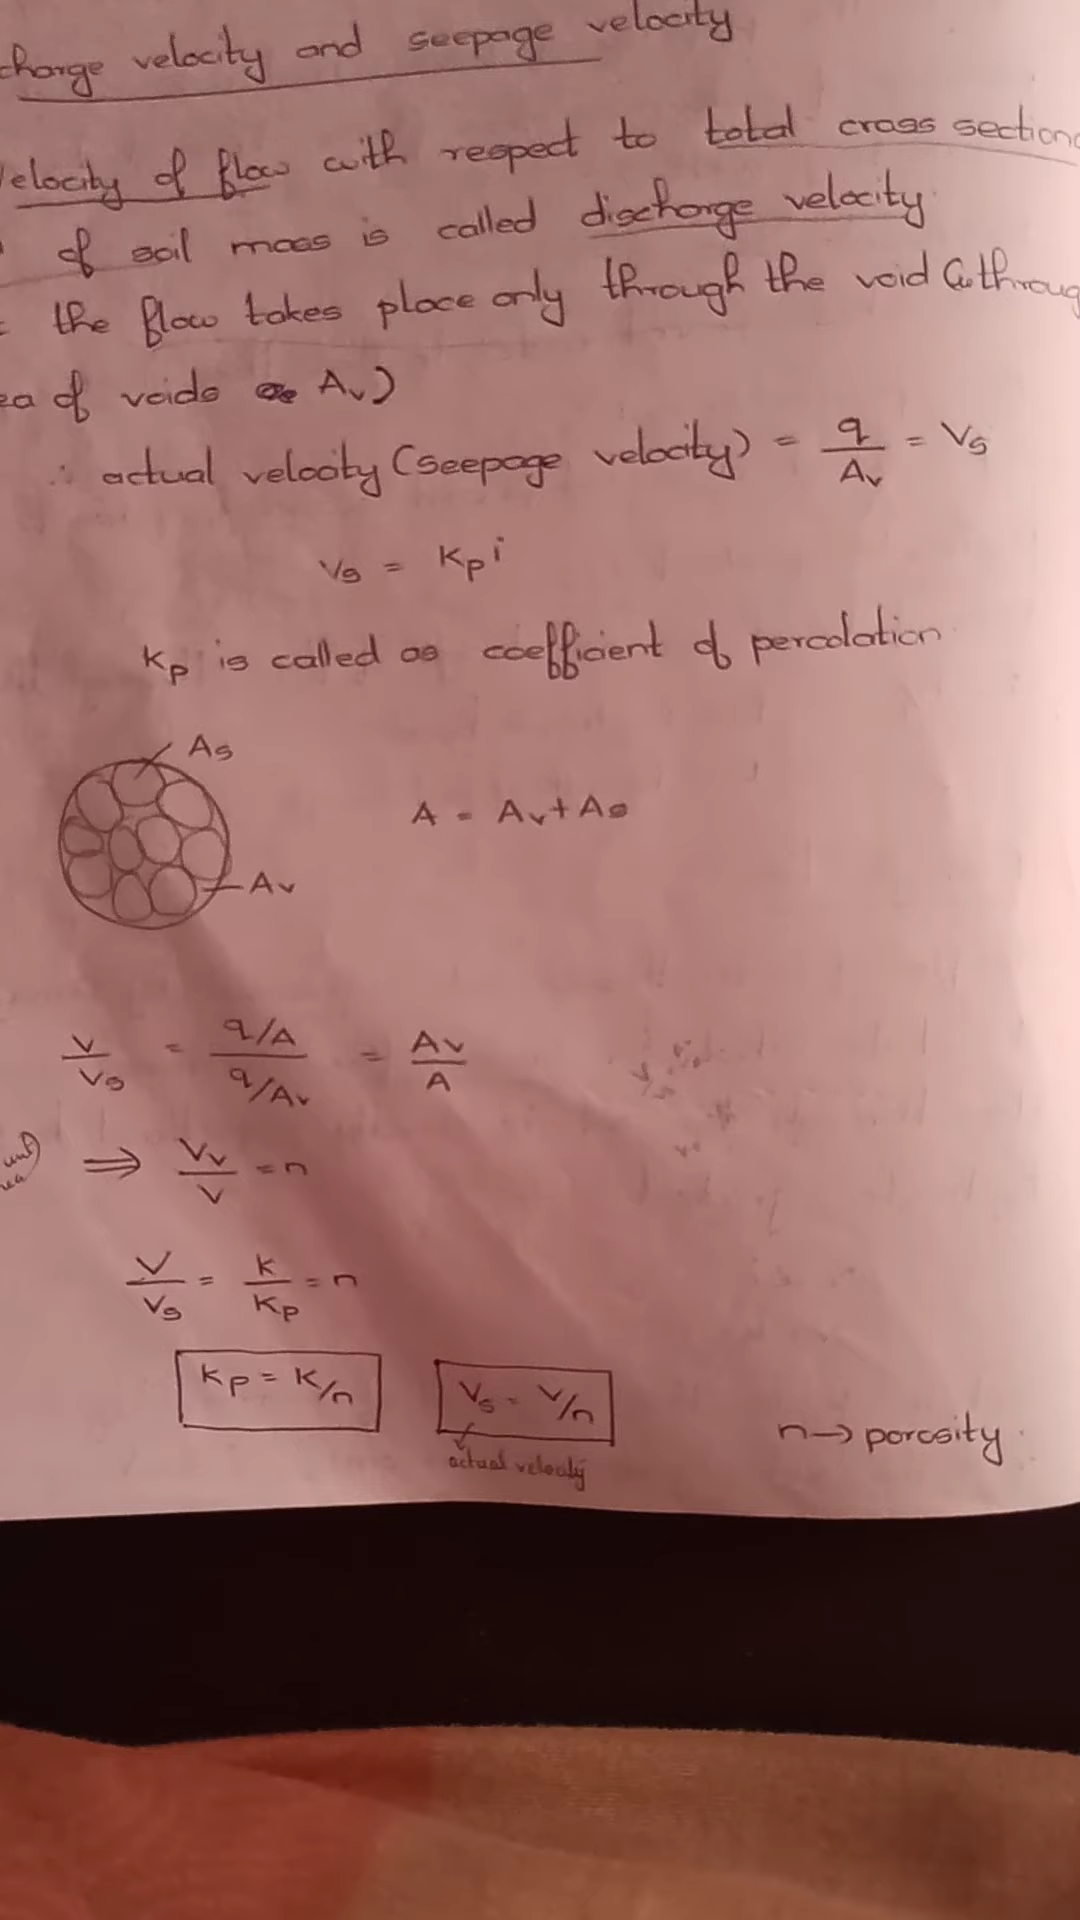 charge velocity and seepage velocity
Velocity of flow with respect to total cross section
of soil mass is called discharge velocity
the flow takes place only through the void (through
ea of voids Av)
∴ actual velocity (seepage velocity) = q/Av = Vs
Vs = Kp i
Kp is called as coefficient of percolation
As
A = Av + As
Av
V/Vs = (q/A)/(q/Av) = Av/A
⇒ Vv/V = n
V/Vs = K/Kp = n
Kp = K/n
Vs = V/n
n → porosity
actual velocity